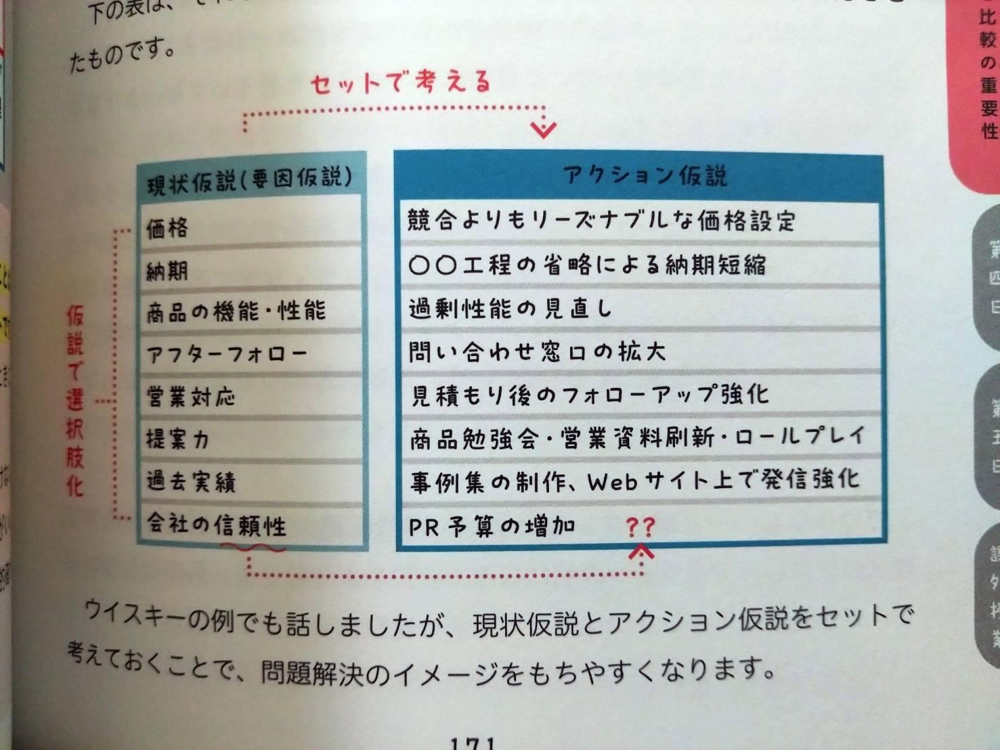 下の表は、
たものです。
セットで考える
現状仮説(要因仮説)
アクション仮説
価格
競合よりもリーズナブルな価格設定
納期
〇〇工程の省略による納期短縮
商品の機能・性能
過剰性能の見直し
アフターフォロー
問い合わせ窓口の拡大
営業対応
見積もり後のフォローアップ強化
提案力
商品勉強会・営業資料刷新・ロールプレイ
過去実績
事例集の制作、Webサイト上で発信強化
会社の信頼性
PR予算の増加 ??
仮説で選択肢化
ウイスキーの例でも話しましたが、現状仮説とアクション仮説をセットで
考えておくことで、問題解決のイメージをもちやすくなります。
171
比較の重要性
第四日
第五日
課外授業